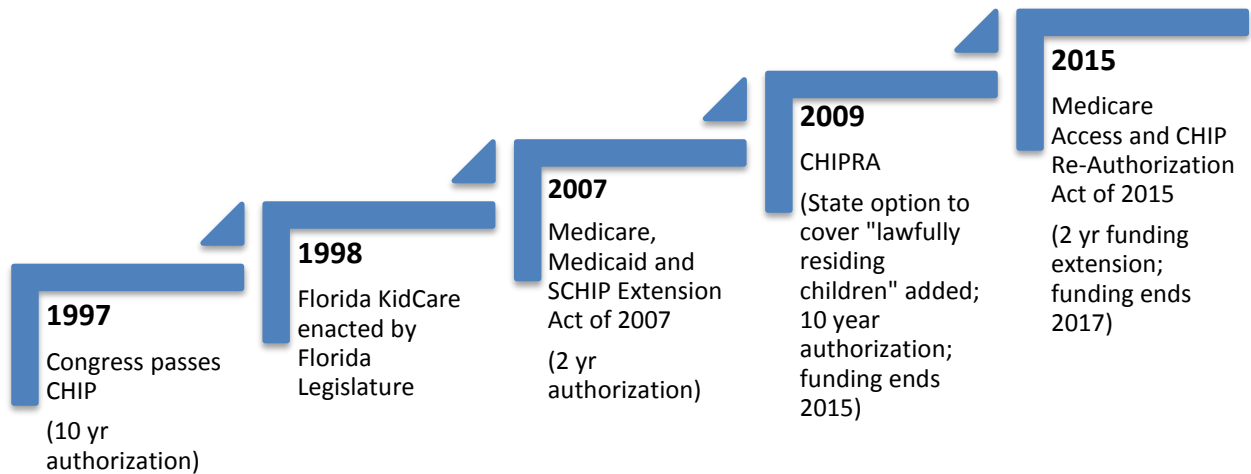 1997
Congress passes
CHIP
(10 yr
authorization)
1998
Florida KidCare
enacted by
Florida
Legislature
2007
Medicare,
Medicaid and
SCHIP Extension
Act of 2007
(2 yr
authorization)
2009
CHIPRA
(State option to
cover "lawfully
residing
children" added;
10 year
authorization;
funding ends
2015)
2015
Medicare
Access and CHIP
Re-Authorization
Act of 2015
(2 yr funding
extension;
funding ends
2017)